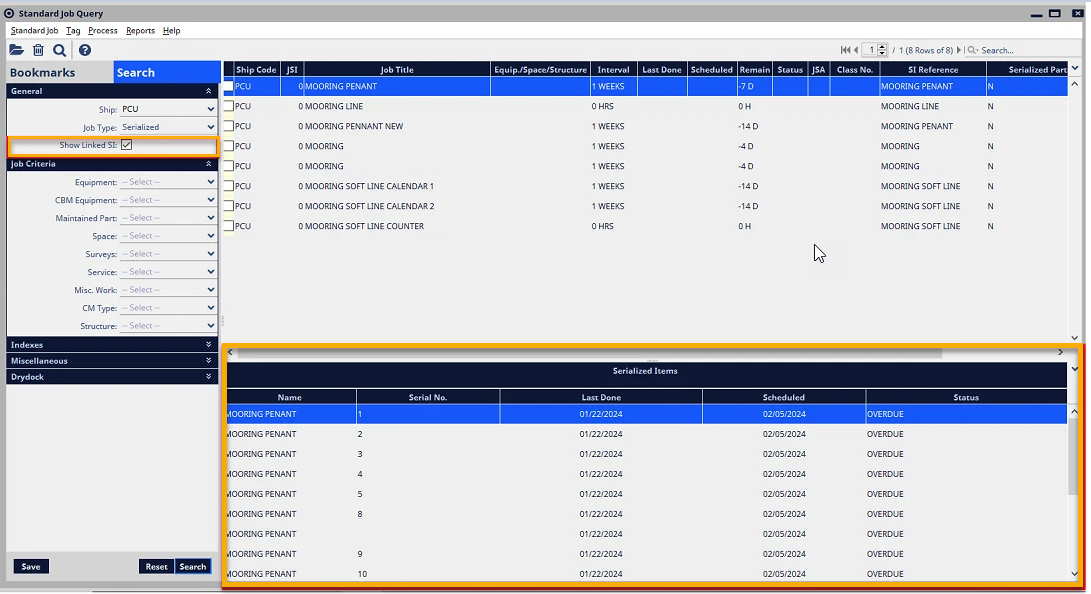 Standard Job Query
Standard Job Tag Process Reports Help
1 / 1 (8 Rows of 8) Search...
Bookmarks Search
General
Ship: PCU
Job Type: Serialized
Show Linked SI:
Job Criteria
Equipment: -- Select --
CBM Equipment: -- Select --
Maintained Part: -- Select --
Space: -- Select --
Surveys: -- Select --
Service: -- Select --
Misc. Work: -- Select --
CM Type: -- Select --
Structure: -- Select --
Indexes
Miscellaneous
Drydock
Save Reset Search
Ship Code JSI Job Title Equip./Space/Structure Interval Last Done Scheduled Remain Status JSA Class No. SI Reference Serialized Part
PCU 0 MOORING PENANT 1 WEEKS -7 D MOORING PENANT N
PCU 0 MOORING LINE 0 HRS 0 H MOORING LINE N
PCU 0 MOORING PENNANT NEW 1 WEEKS -14 D MOORING PENANT N
PCU 0 MOORING 1 WEEKS -4 D MOORING N
PCU 0 MOORING 1 WEEKS -4 D MOORING N
PCU 0 MOORING SOFT LINE CALENDAR 1 1 WEEKS -14 D MOORING SOFT LINE N
PCU 0 MOORING SOFT LINE CALENDAR 2 1 WEEKS -14 D MOORING SOFT LINE N
PCU 0 MOORING SOFT LINE COUNTER 0 HRS 0 H MOORING SOFT LINE N
Serialized Items
Name Serial No. Last Done Scheduled Status
MOORING PENANT 1 01/22/2024 02/05/2024 OVERDUE
MOORING PENANT 2 01/22/2024 02/05/2024 OVERDUE
MOORING PENANT 3 01/22/2024 02/05/2024 OVERDUE
MOORING PENANT 4 01/22/2024 02/05/2024 OVERDUE
MOORING PENANT 5 01/22/2024 02/05/2024 OVERDUE
MOORING PENANT 8 01/22/2024 02/05/2024 OVERDUE
MOORING PENANT 01/22/2024 02/05/2024 OVERDUE
MOORING PENANT 9 01/22/2024 02/05/2024 OVERDUE
MOORING PENANT 10 01/22/2024 02/05/2024 OVERDUE